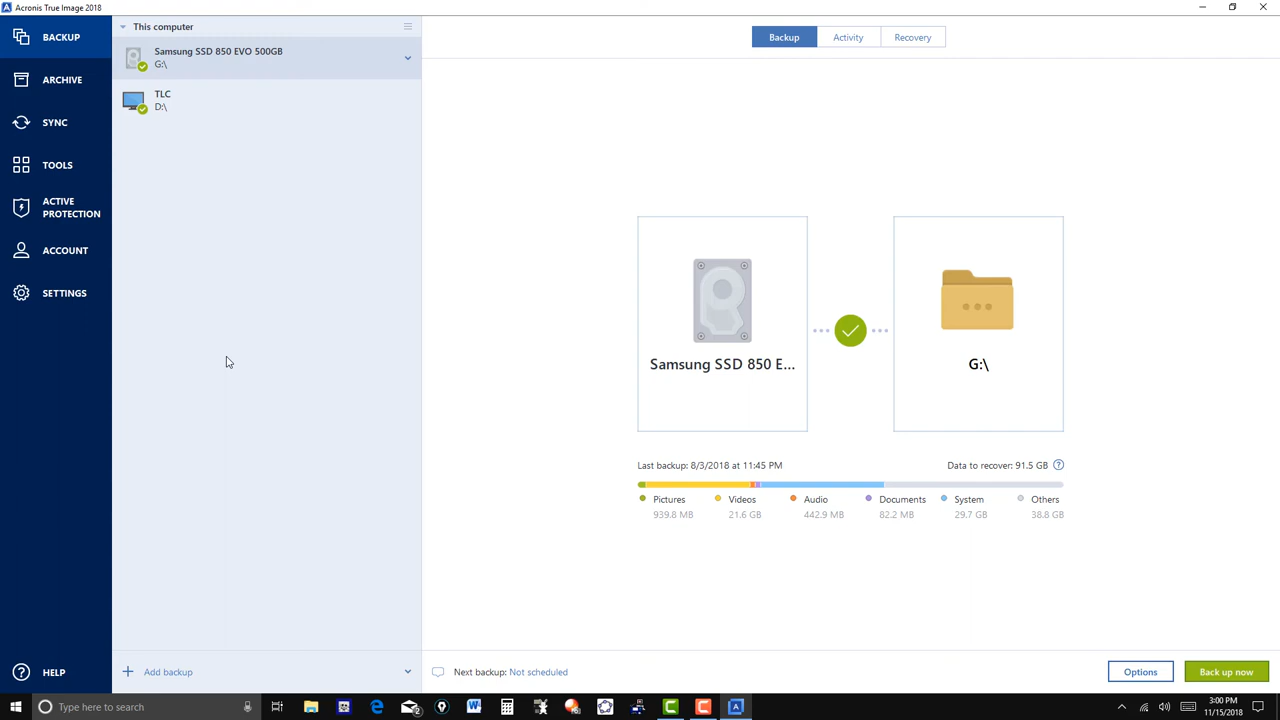 Acronis True Image 2018
BACKUP
ARCHIVE
SYNC
TOOLS
ACTIVE
PROTECTION
ACCOUNT
SETTINGS
HELP
This computer
Samsung SSD 850 EVO 500GB
G:\
TLC
D:\
Add backup
Backup
Activity
Recovery
Samsung SSD 850 E...
G:\
Last backup: 8/3/2018 at 11:45 PM
Data to recover: 91.5 GB
Pictures
939.8 MB
Videos
21.6 GB
Audio
442.9 MB
Documents
82.2 MB
System
29.7 GB
Others
38.8 GB
Next backup: Not scheduled
Options
Back up now
Type here to search
3:00 PM
11/15/2018